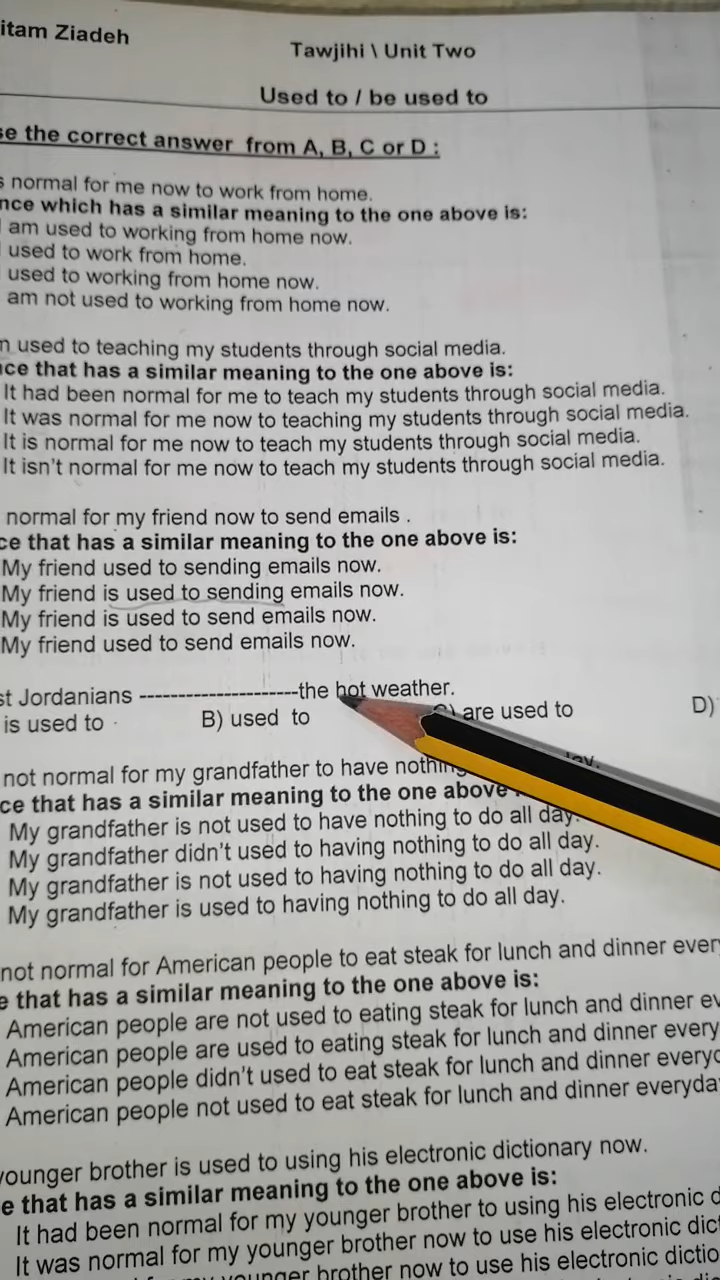 itam Ziadeh
Tawjihi \ Unit Two
Used to / be used to
se the correct answer from A, B, C or D :
s normal for me now to work from home.
nce which has a similar meaning to the one above is:
I am used to working from home now.
used to work from home.
used to working from home now.
am not used to working from home now.
m used to teaching my students through social media.
nce that has a similar meaning to the one above is:
It had been normal for me to teach my students through social media.
It was normal for me now to teaching my students through social media.
It is normal for me now to teach my students through social media.
It isn't normal for me now to teach my students through social media.
normal for my friend now to send emails .
ce that has a similar meaning to the one above is:
My friend used to sending emails now.
My friend is used to sending emails now.
My friend is used to send emails now.
My friend used to send emails now.
st Jordanians ---------------------the hot weather.
is used to B) used to C) are used to D)
not normal for my grandfather to have nothing day.
ce that has a similar meaning to the one above
My grandfather is not used to have nothing to do all day.
My grandfather didn't used to having nothing to do all day.
My grandfather is not used to having nothing to do all day.
My grandfather is used to having nothing to do all day.
not normal for American people to eat steak for lunch and dinner ever
e that has a similar meaning to the one above is:
American people are not used to eating steak for lunch and dinner ev
American people are used to eating steak for lunch and dinner every
American people didn't used to eat steak for lunch and dinner everyd
American people not used to eat steak for lunch and dinner everyda
younger brother is used to using his electronic dictionary now.
e that has a similar meaning to the one above is:
It had been normal for my younger brother to using his electronic d
It was normal for my younger brother now to use his electronic dict
younger brother now to use his electronic dictio